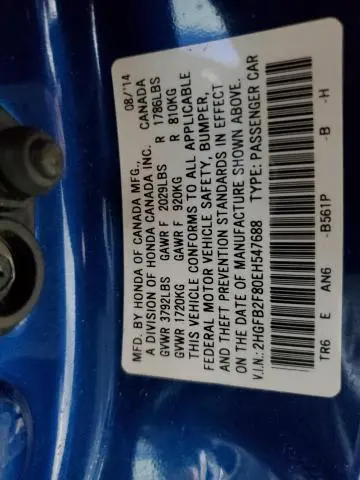 MFD. BY HONDA OF CANADA MFG., 08/'14
A DIVISION OF HONDA CANADA INC. CANADA
GVWR 3792LBS GAWR F 2029LBS R 1786LBS
GVWR 1720KG GAWR F 920KG R 810KG
THIS VEHICLE CONFORMS TO ALL APPLICABLE
FEDERAL MOTOR VEHICLE SAFETY, BUMPER,
AND THEFT PREVENTION STANDARDS IN EFFECT
ON THE DATE OF MANUFACTURE SHOWN ABOVE.
V.I.N.: 2HGFB2F80EH547688 TYPE: PASSENGER CAR
TR6 E AN6 -B561P -B -H